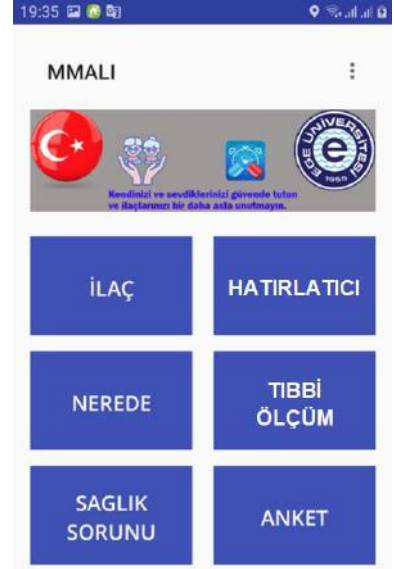 19:35
MMALI
ÜNİVERSİTESİ
EGE
e
1955
Kendinizi ve sevdiklerinizi güvende tutun
ve ilaçlarınızı bir daha asla unutmayın.
İLAÇ
HATIRLATICI
NEREDE
TIBBİ
ÖLÇÜM
SAGLIK
SORUNU
ANKET